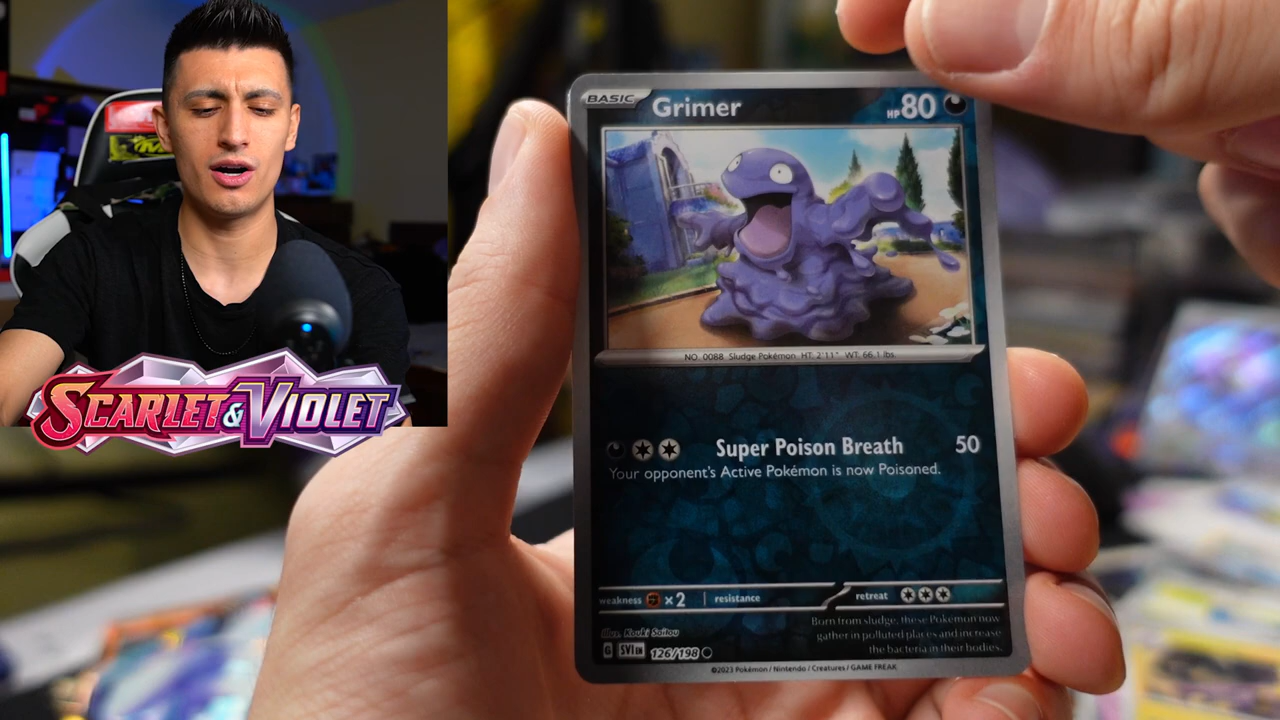 SCARLET & VIOLET
BASIC Grimer HP 80
NO. 0088 Sludge Pokémon HT: 2'11" WT: 66.1 lbs.
Super Poison Breath 50
Your opponent's Active Pokémon is now Poisoned.
weakness ×2 resistance retreat
Born from sludge, these Pokémon now
gather in polluted places and increase
the bacteria in their bodies.
Illus. Kouki Saitou
G SVI EN 126/198
©2023 Pokémon / Nintendo / Creatures / GAME FREAK